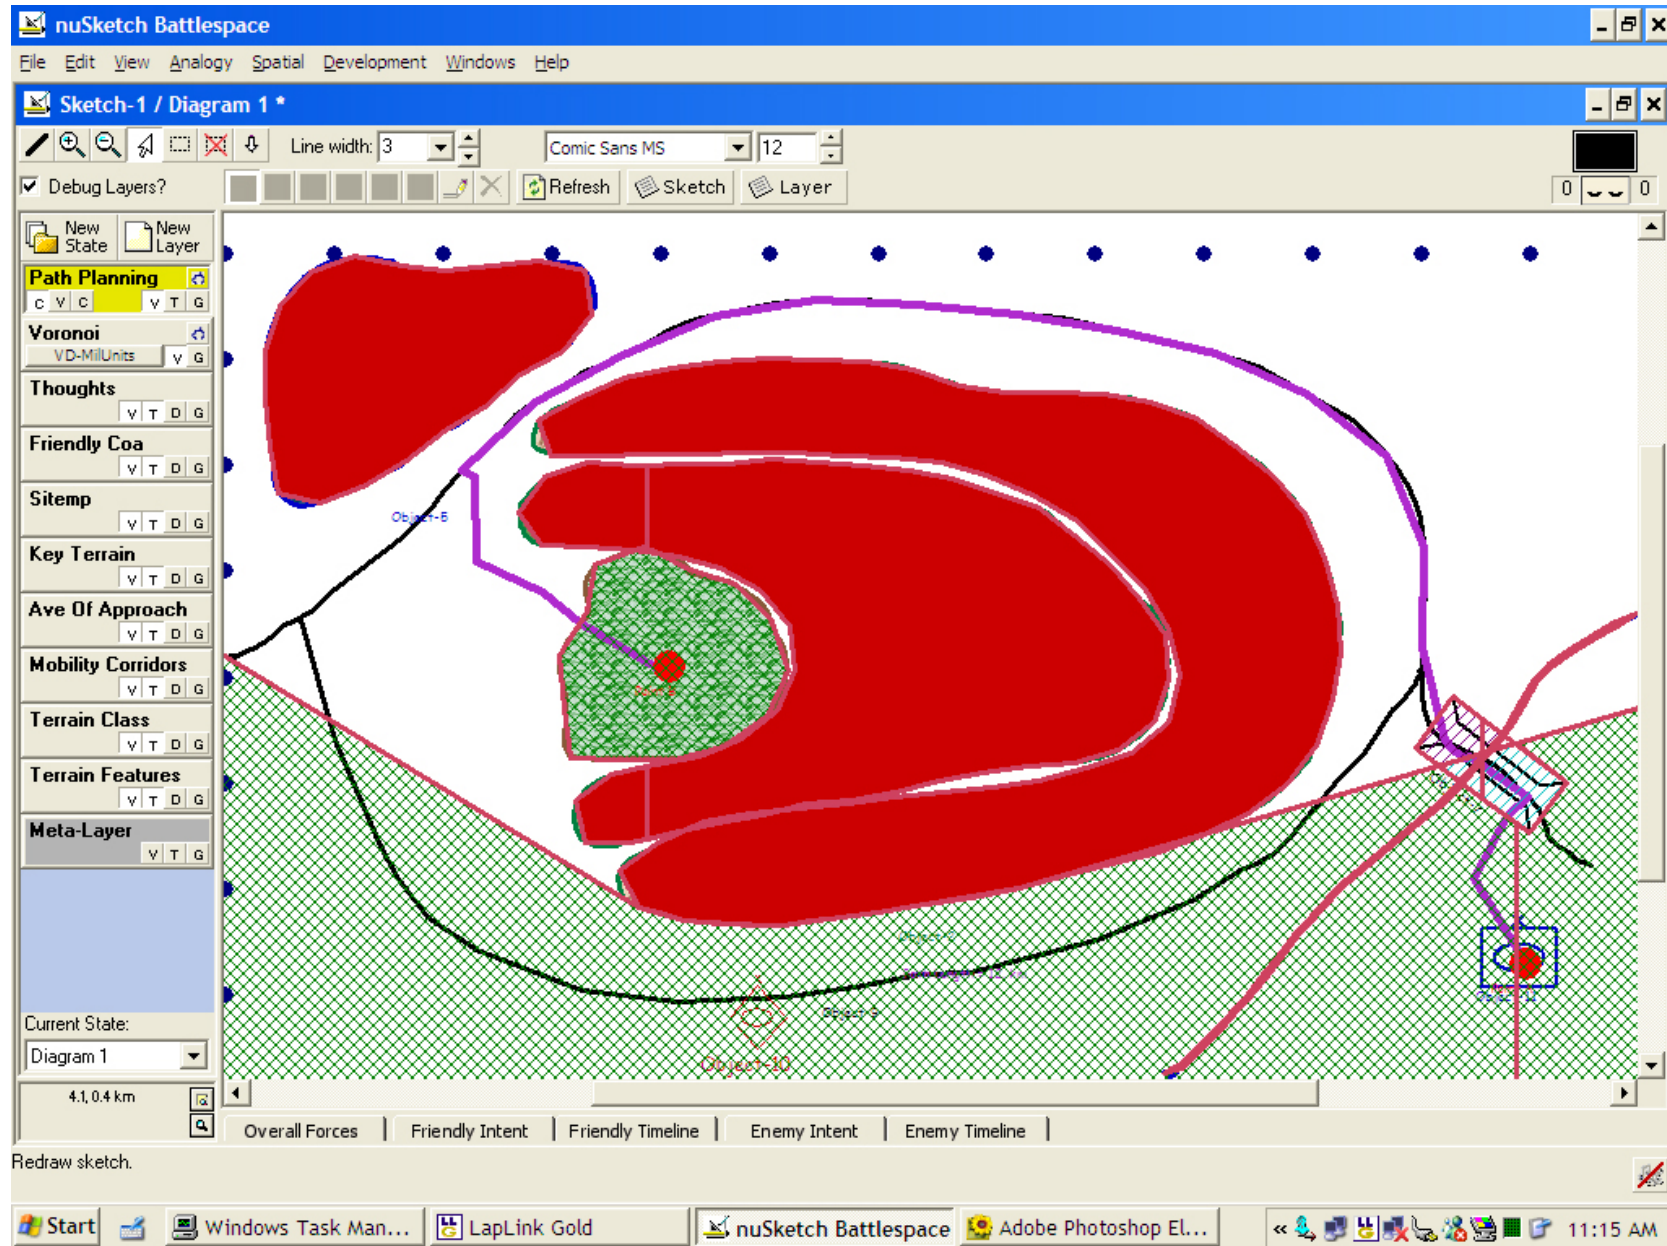 nuSketch Battlespace
File Edit View Analogy Spatial Development Windows Help
Sketch-1 / Diagram 1 *
Line width: 3 Comic Sans MS 12
Debug Layers? Refresh Sketch Layer 0 0
New State New Layer
Path Planning
C V C V T G
Voronoi
VD-MilUnits V G
Thoughts
V T D G
Friendly Coa
V T D G
Sitemp
V T D G
Key Terrain
V T D G
Ave Of Approach
V T D G
Mobility Corridors
V T D G
Terrain Class
V T D G
Terrain Features
V T D G
Meta-Layer
V T G
Object-9
Object-10
Object-11
Current State:
Diagram 1
4.1, 0.4 km
Overall Forces Friendly Intent Friendly Timeline Enemy Intent Enemy Timeline
Redraw sketch.
Start Windows Task Man... LapLink Gold nuSketch Battlespace Adobe Photoshop El... « 11:15 AM